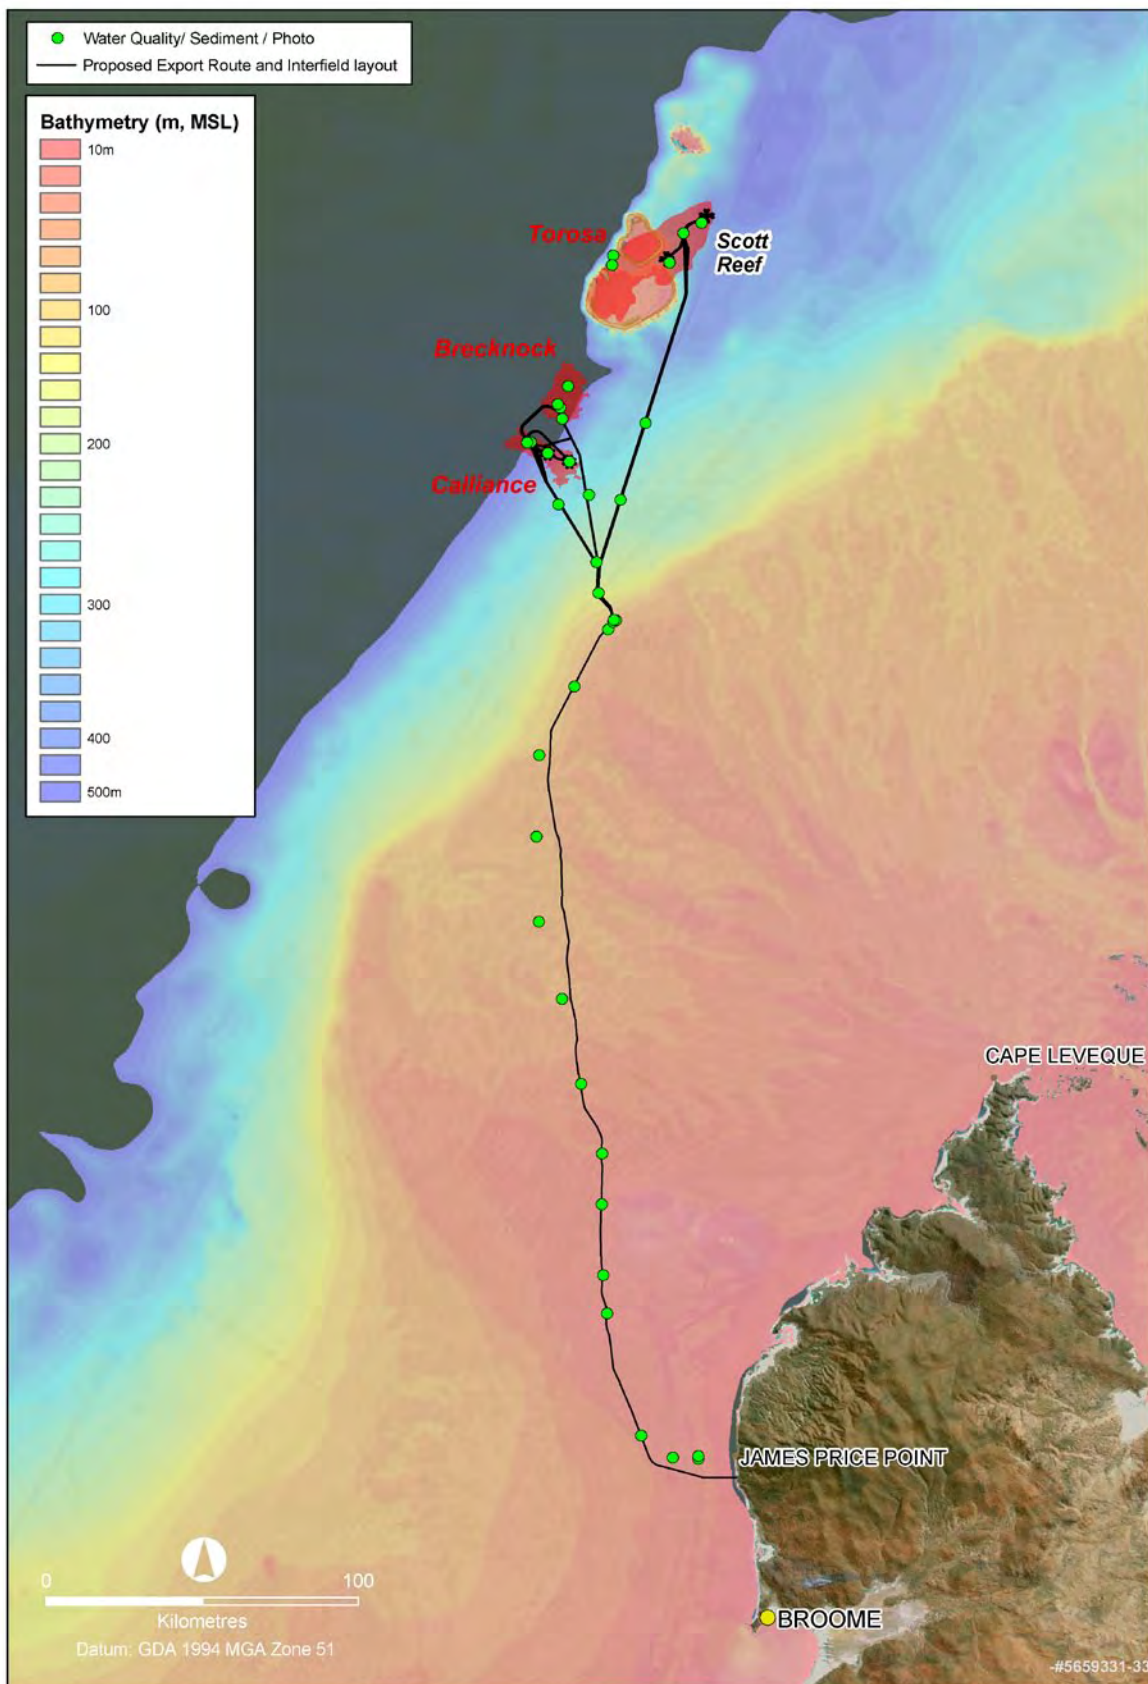 Water Quality/ Sediment / Photo
Proposed Export Route and Interfield layout
Bathymetry (m, MSL)
10m
100
200
300
400
500m
Torosa
Scott
Reef
Brecknock
Calliance
CAPE LEVEQUE
JAMES PRICE POINT
BROOME
0 100
Kilometres
Datum: GDA 1994 MGA Zone 51
-#5659331-33